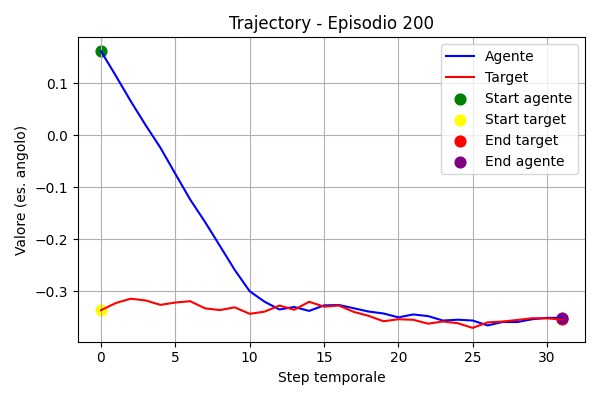 Trajectory - Episodio 200
Valore (es. angolo)
0.1
0.0
−0.1
−0.2
−0.3
Agente
Target
Start agente
Start target
End target
End agente
0 5 10 15 20 25 30
Step temporale